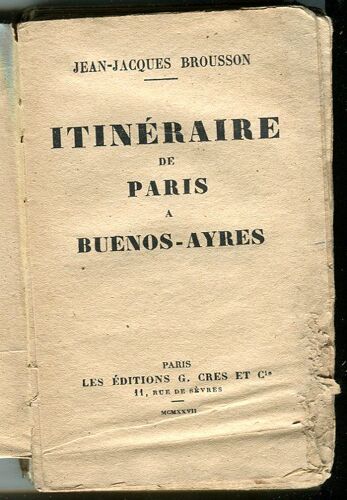 JEAN-JACQUES BROUSSON
ITINÉRAIRE
DE
PARIS
A
BUENOS-AYRES
PARIS
LES ÉDITIONS G. CRES ET Cie
11, RUE DE SÈVRES
MCMXXVII